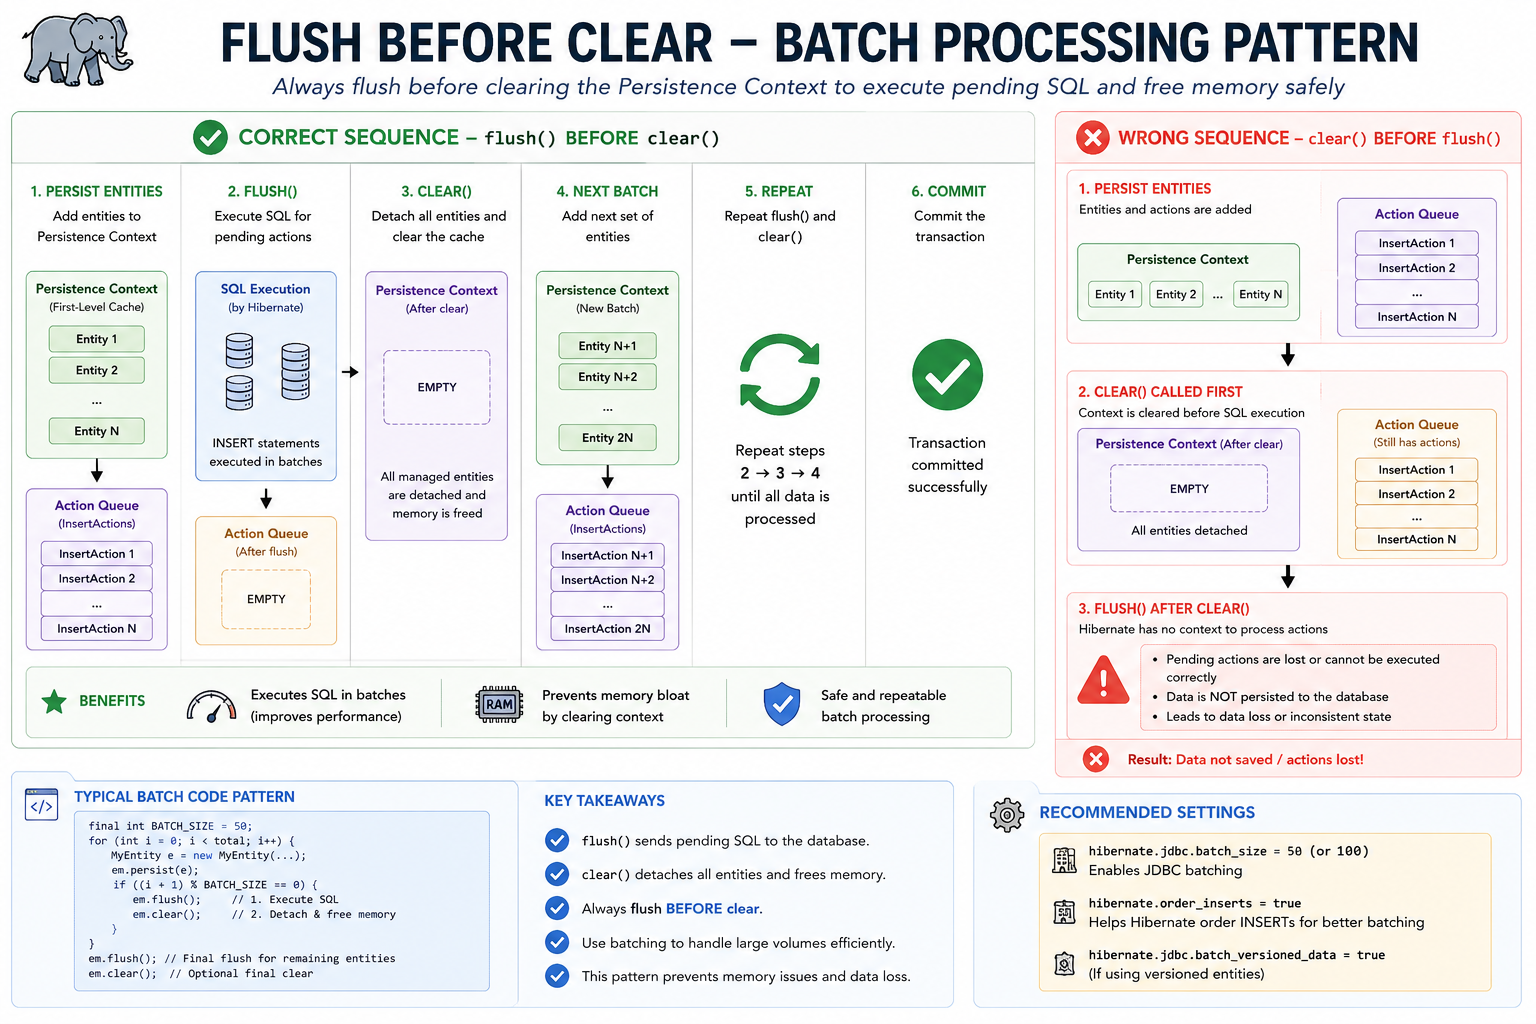 FLUSH BEFORE CLEAR – BATCH PROCESSING PATTERN
Always flush before clearing the Persistence Context to execute pending SQL and free memory safely
CORRECT SEQUENCE – flush() BEFORE clear()
1. PERSIST ENTITIES
Add entities to
Persistence Context
Persistence Context
(First-Level Cache)
Entity 1
Entity 2
...
Entity N
Action Queue
(InsertActions)
InsertAction 1
InsertAction 2
...
InsertAction N
2. FLUSH()
Execute SQL for
pending actions
SQL Execution
(by Hibernate)
INSERT statements
executed in batches
Action Queue
(After flush)
EMPTY
3. CLEAR()
Detach all entities and
clear the cache
Persistence Context
(After clear)
EMPTY
All managed entities
are detached and
memory is freed
4. NEXT BATCH
Add next set of
entities
Persistence Context
(New Batch)
Entity N+1
Entity N+2
...
Entity 2N
Action Queue
(InsertActions)
InsertAction N+1
InsertAction N+2
...
InsertAction 2N
5. REPEAT
Repeat flush() and
clear()
Repeat steps
2 → 3 → 4
until all data is
processed
6. COMMIT
Commit the
transaction
Transaction
committed
successfully
BENEFITS
Executes SQL in batches
(improves performance)
RAM
Prevents memory bloat
by clearing context
Safe and repeatable
batch processing
WRONG SEQUENCE – clear() BEFORE flush()
1. PERSIST ENTITIES
Entities and actions are added
Persistence Context
Entity 1 Entity 2 ... Entity N
Action Queue
InsertAction 1
InsertAction 2
...
InsertAction N
2. CLEAR() CALLED FIRST
Context is cleared before SQL execution
Persistence Context (After clear)
EMPTY
All entities detached
Action Queue
(Still has actions)
InsertAction 1
InsertAction 2
...
InsertAction N
3. FLUSH() AFTER CLEAR()
Hibernate has no context to process actions
• Pending actions are lost or cannot be executed
correctly
• Data is NOT persisted to the database
• Leads to data loss or inconsistent state
Result: Data not saved / actions lost!
</> TYPICAL BATCH CODE PATTERN
final int BATCH_SIZE = 50;
for (int i = 0; i < total; i++) {
MyEntity e = new MyEntity(...);
em.persist(e);
if ((i + 1) % BATCH_SIZE == 0) {
em.flush(); // 1. Execute SQL
em.clear(); // 2. Detach & free memory
}
}
em.flush(); // Final flush for remaining entities
em.clear(); // Optional final clear
KEY TAKEAWAYS
flush() sends pending SQL to the database.
clear() detaches all entities and frees memory.
Always flush BEFORE clear.
Use batching to handle large volumes efficiently.
This pattern prevents memory issues and data loss.
RECOMMENDED SETTINGS
hibernate.jdbc.batch_size = 50 (or 100)
Enables JDBC batching
hibernate.order_inserts = true
Helps Hibernate order INSERTs for better batching
hibernate.jdbc.batch_versioned_data = true
(If using versioned entities)